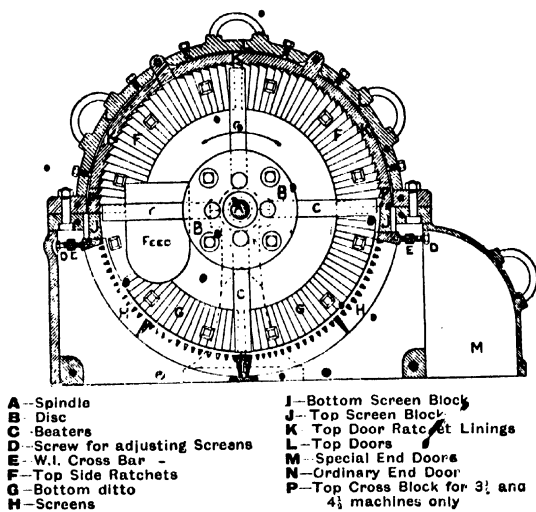 K
F
G
F
K
B
C
B
FEED
J
J
D
E
E
D
C
H
H
G
G
M
A—Spindle
B—Disc
C—Beaters
D—Screw for adjusting Screens
E—W.I. Cross Bar -
F—Top Side Ratchets
G—Bottom ditto
H—Screens
I—Bottom Screen Block
J—Top Screen Block
K—Top Door Ratchet Linings
L—Top Doors
M—Special End Doors
N—Ordinary End Door
P—Top Cross Block for 3½ and
4½ machines only